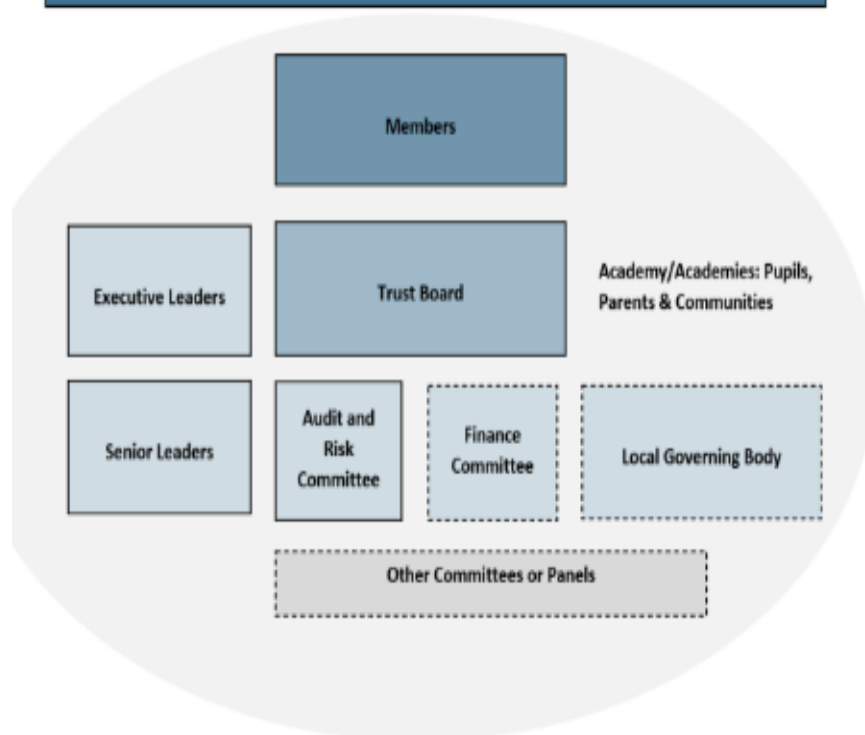 Members
Executive Leaders
Trust Board
Academy/Academies: Pupils,
Parents & Communities
Senior Leaders
Audit and
Risk
Committee
Finance
Committee
Local Governing Body
Other Committees or Panels